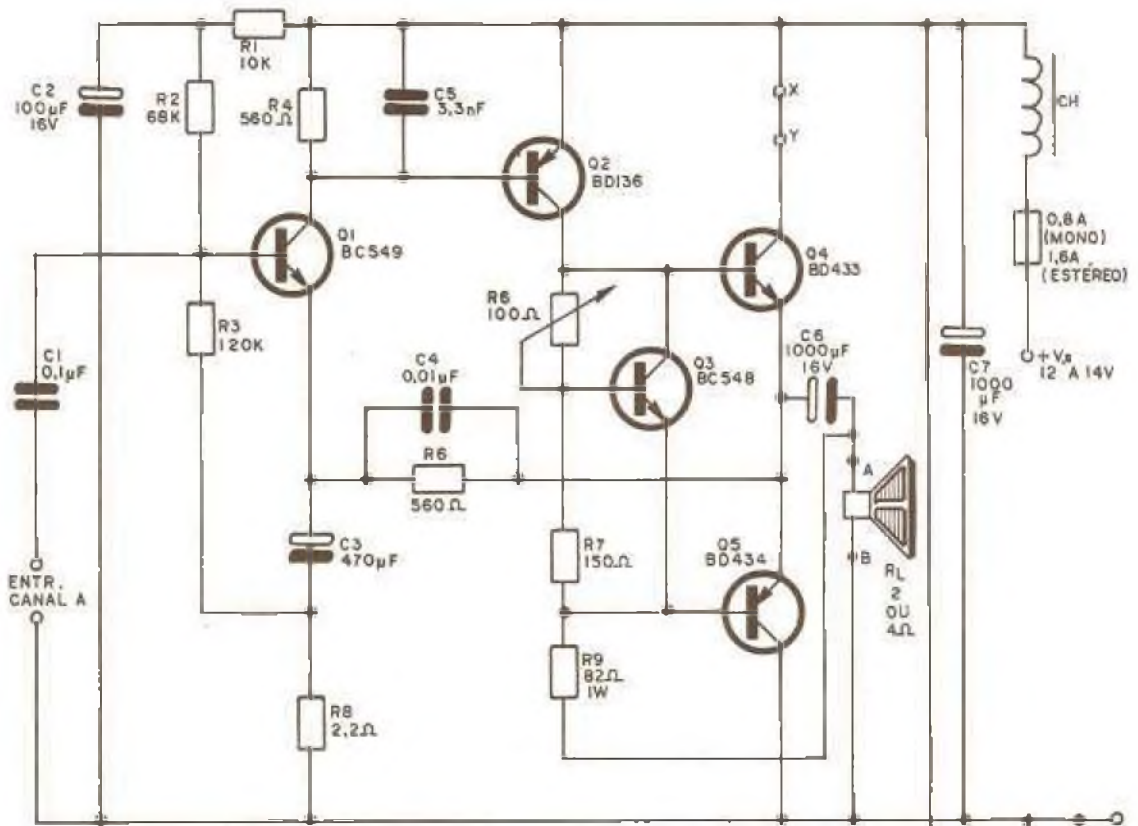 R1
10K
C2
100µF
16V
R2
68K
R4
560Ω
C5
3,3nF
X
Y
CH
Q2
BD136
Q1
BC549
Q4
BD433
0,8A
(MONO)
1,6A
(ESTÉREO)
R3
120K
R6
100Ω
C6
1000µF
16V
C1
0,1µF
C4
0,01µF
Q3
BC548
C7
1000
µF
16V
+Vs
12 A 14V
R6
560Ω
A
C3
470µF
R7
150Ω
Q5
BD434
B
RL
2
OU
4Ω
ENTR.
CANAL A
R9
82Ω
1W
R8
2,2Ω